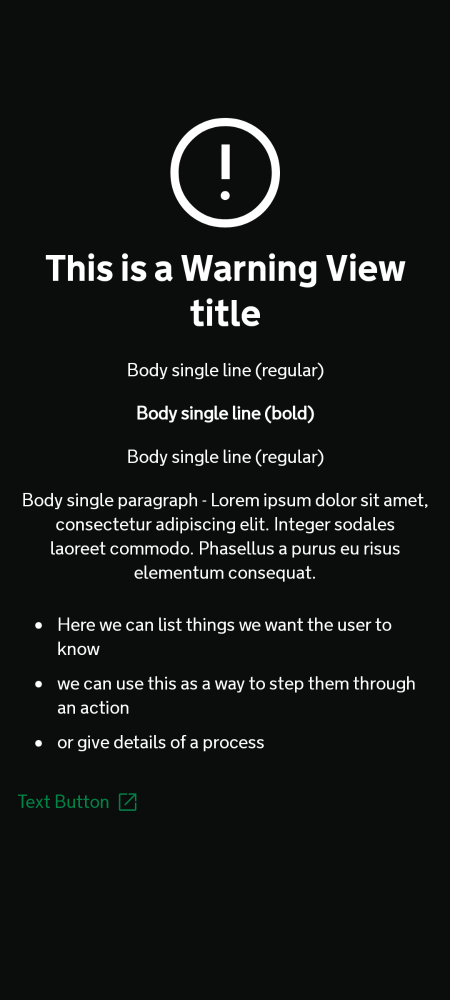 This is a Warning View
title
Body single line (regular)
Body single line (bold)
Body single line (regular)
Body single paragraph - Lorem ipsum dolor sit amet,
consectetur adipiscing elit. Integer sodales
laoreet commodo. Phasellus a purus eu risus
elementum consequat.
• Here we can list things we want the user to
know
• we can use this as a way to step them through
an action
• or give details of a process
Text Button